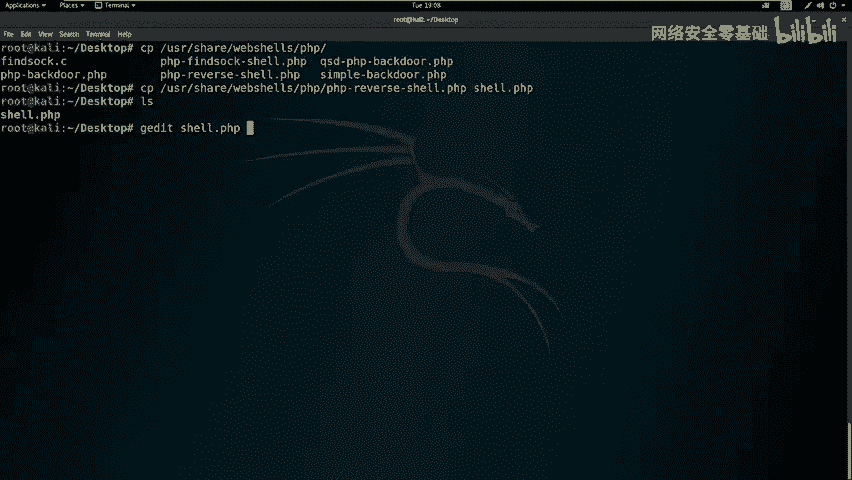 Applications Places Terminal Tue 19:08
root@kali: ~/Desktop
File Edit View Search Terminal Help
网络安全零基础 bilibili
root@kali:~/Desktop# cp /usr/share/webshells/php/
findsock.c php-findsock-shell.php qsd-php-backdoor.php
php-backdoor.php php-reverse-shell.php simple-backdoor.php
root@kali:~/Desktop# cp /usr/share/webshells/php/php-reverse-shell.php shell.php
root@kali:~/Desktop# ls
shell.php
root@kali:~/Desktop# gedit shell.php